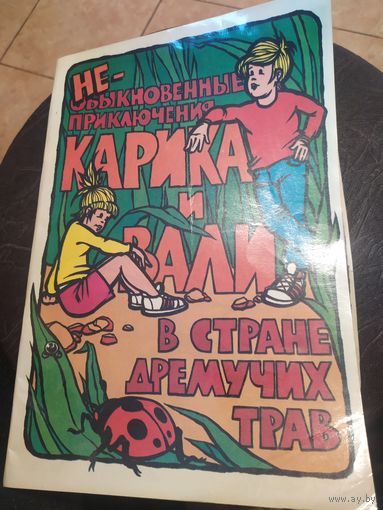 НЕ-
ОБЫКНОВЕННЫЕ
ПРИКЛЮЧЕНИЯ
КАРИКА
И
ВАЛИ
В СТРАНЕ
ДРЕМУЧИХ
ТРАВ
www.ay.by